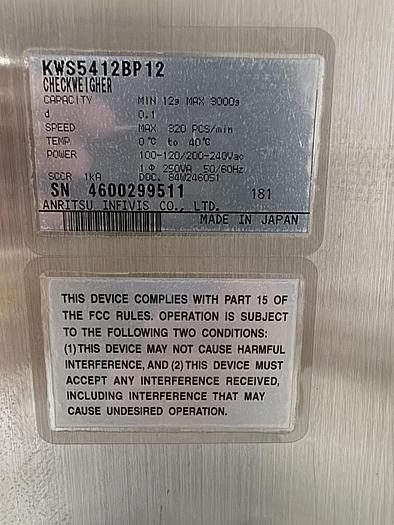 KWS5412BP12
CHECKWEIGHER
CAPACITY MIN 12g MAX 3000g
d 0.1
SPEED MAX 320 PCS/min
TEMP 0℃ to 40℃
POWER 100-120/200-240Vac
1Φ 250VA 50/60Hz
SCCR 1kA DOC. 84W246051
SN 4600299511 181
ANRITSU INFIVIS CO., LTD.
MADE IN JAPAN
THIS DEVICE COMPLIES WITH PART 15 OF
THE FCC RULES. OPERATION IS SUBJECT
TO THE FOLLOWING TWO CONDITIONS:
(1) THIS DEVICE MAY NOT CAUSE HARMFUL
INTERFERENCE, AND (2) THIS DEVICE MUST
ACCEPT ANY INTERFERENCE RECEIVED,
INCLUDING INTERFERENCE THAT MAY
CAUSE UNDESIRED OPERATION.